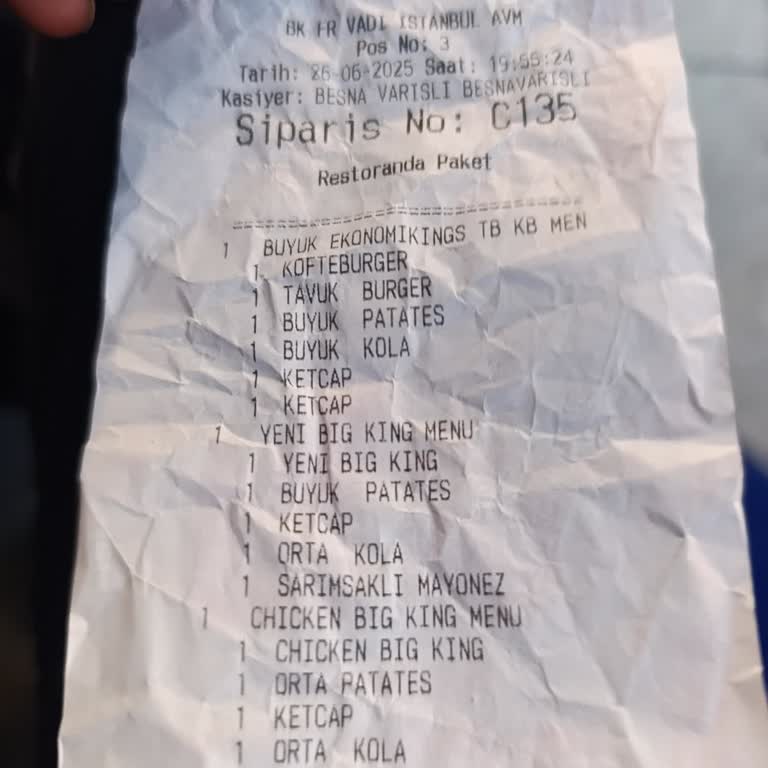 BK FR VADI ISTANBUL AVM
Pos No: 3
Tarih: 26-06-2025 Saat: 19:55:24
Kasiyer: BESNA VARISLI BESNAVARISLI
Siparis No: C135
Restoranda Paket
1 BUYUK EKONOMIKINGS TB KB MEN
1 KOFTEBURGER
1 TAVUK BURGER
1 BUYUK PATATES
1 BUYUK KOLA
1 KETCAP
1 KETCAP
1 YENI BIG KING MENU
1 YENI BIG KING
1 BUYUK PATATES
1 KETCAP
1 ORTA KOLA
1 SARIMSAKLI MAYONEZ
1 CHICKEN BIG KING MENU
1 CHICKEN BIG KING
1 ORTA PATATES
1 KETCAP
1 ORTA KOLA